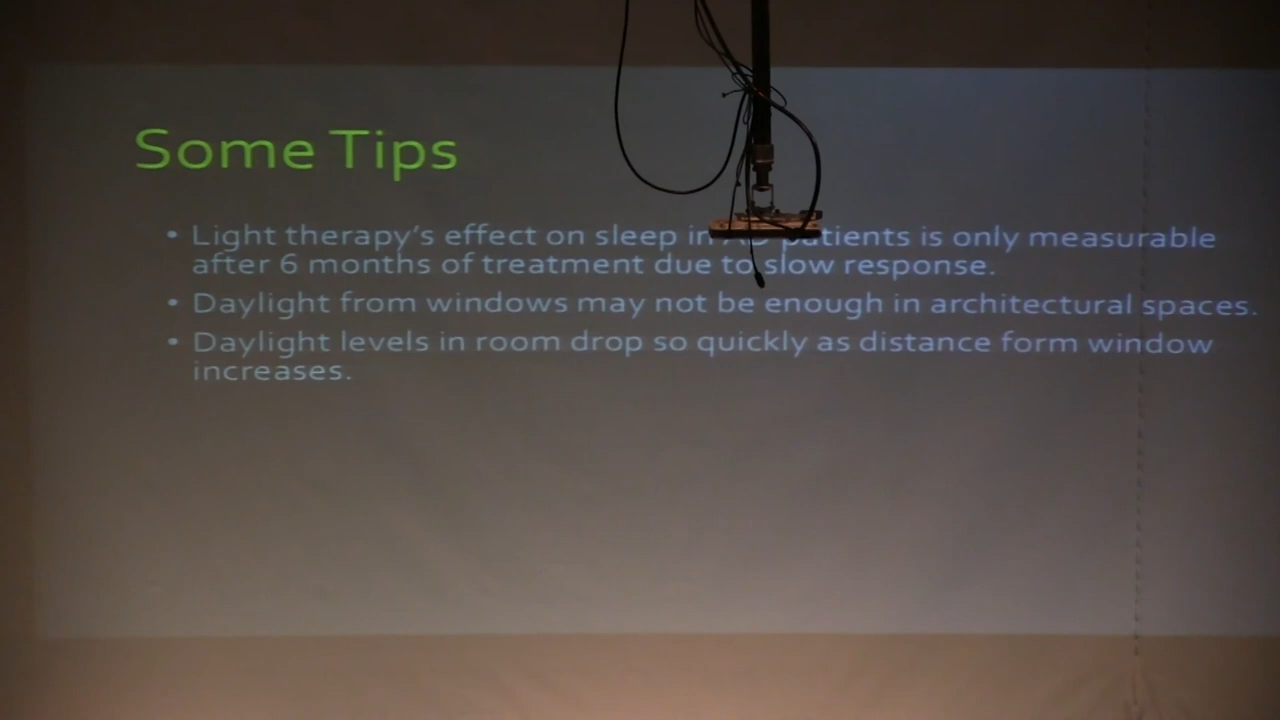 Some Tips
• Light therapy's effect on sleep in patients is only measurable
after 6 months of treatment due to slow response.
• Daylight from windows may not be enough in architectural spaces.
• Daylight levels in room drop so quickly as distance form window
increases.